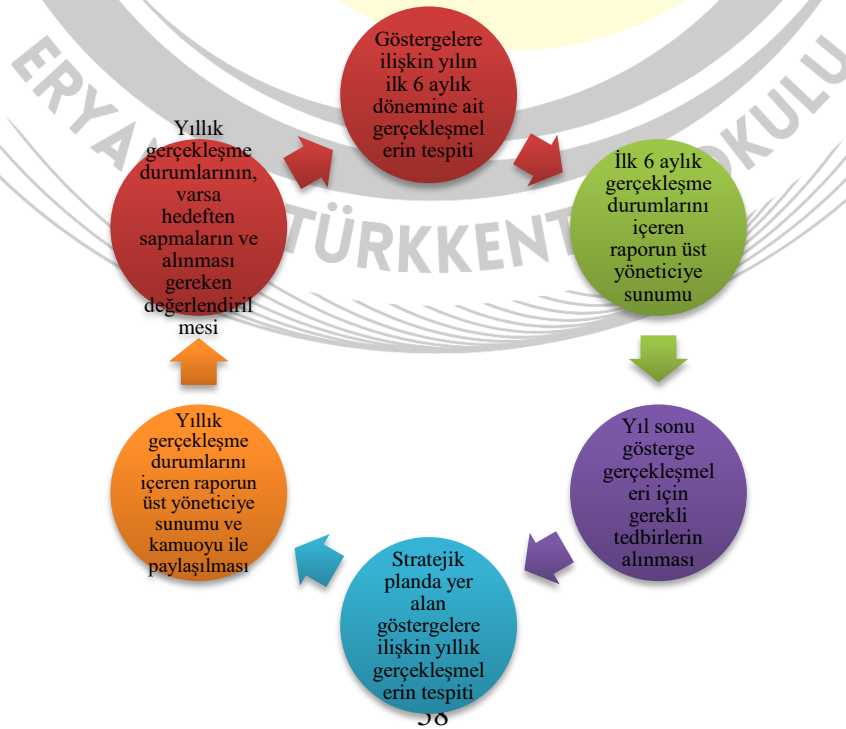 Göstergelere
ilişkin yılın
ilk 6 aylık
dönemine ait
gerçekleşmel
erin tespiti
İlk 6 aylık
gerçekleşme
durumlarını
içeren
raporun üst
yöneticiye
sunumu
Yıl sonu
gösterge
gerçekleşmel
eri için
gerekli
tedbirlerin
alınması
Stratejik
planda yer
alan
göstergelere
ilişkin yıllık
gerçekleşmel
erin tespiti
Yıllık
gerçekleşme
durumlarını
içeren raporun
üst yöneticiye
sunumu ve
kamuoyu ile
paylaşılması
Yıllık
gerçekleşme
durumlarının,
varsa
hedeften
sapmaların ve
alınması
gereken
değerlendiril
mesi
TÜRKKENT
58